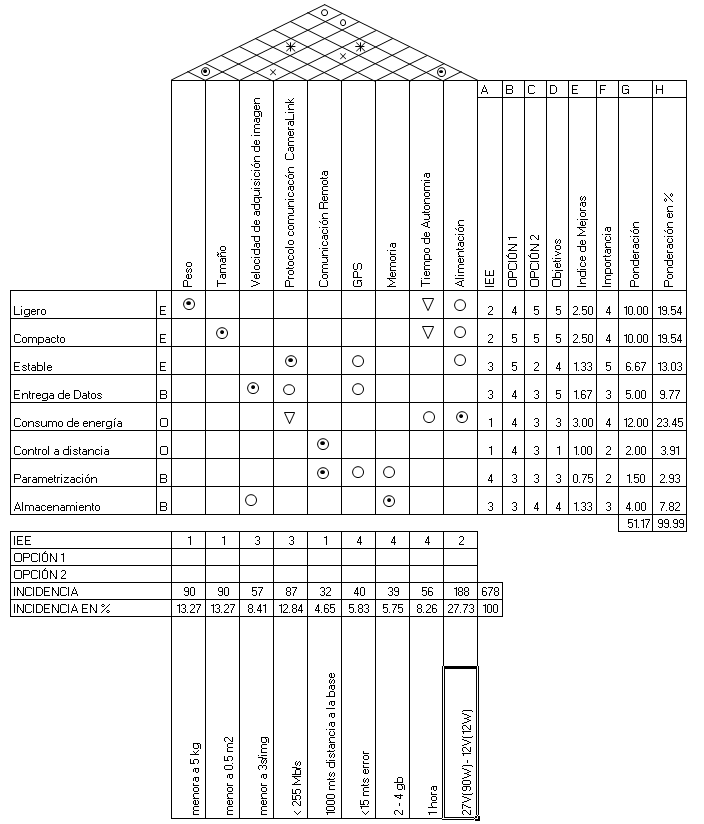 A B C D E F G H
Peso
Tamaño
Velocidad de adquisición de imagen
Protocolo comunicacón CameraLink
Comunicación Remota
GPS
Memoria
Tiempo de Autonomia
Alimentación
IEE
OPCIÓN 1
OPCIÓN 2
Objetivos
Indice de Mejoras
Importancia
Ponderación
Ponderación en %
Ligero E 2 4 5 5 2.50 4 10.00 19.54
Compacto E 2 5 5 5 2.50 4 10.00 19.54
Estable E 3 5 2 4 1.33 5 6.67 13.03
Entrega de Datos B 3 4 3 5 1.67 3 5.00 9.77
Consumo de energía O 1 4 3 3 3.00 4 12.00 23.45
Control a distancia O 1 4 3 1 1.00 2 2.00 3.91
Parametrización B 4 3 3 3 0.75 2 1.50 2.93
Almacenamiento B 3 3 4 4 1.33 3 4.00 7.82
51.17 99.99
IEE 1 1 3 3 1 4 4 4 2
OPCIÓN 1
OPCIÓN 2
INCIDENCIA 90 90 57 87 32 40 39 56 188 678
INCIDENCIA EN % 13.27 13.27 8.41 12.84 4.65 5.83 5.75 8.26 27.73 100
menor a 5 kg
menor a 0.5 m2
menor a 3s/img
< 255 Mb/s
1000 mts distancia a la base
<15 mts error
2 - 4 gb
1 hora
27V(90W)- 12V(12W)